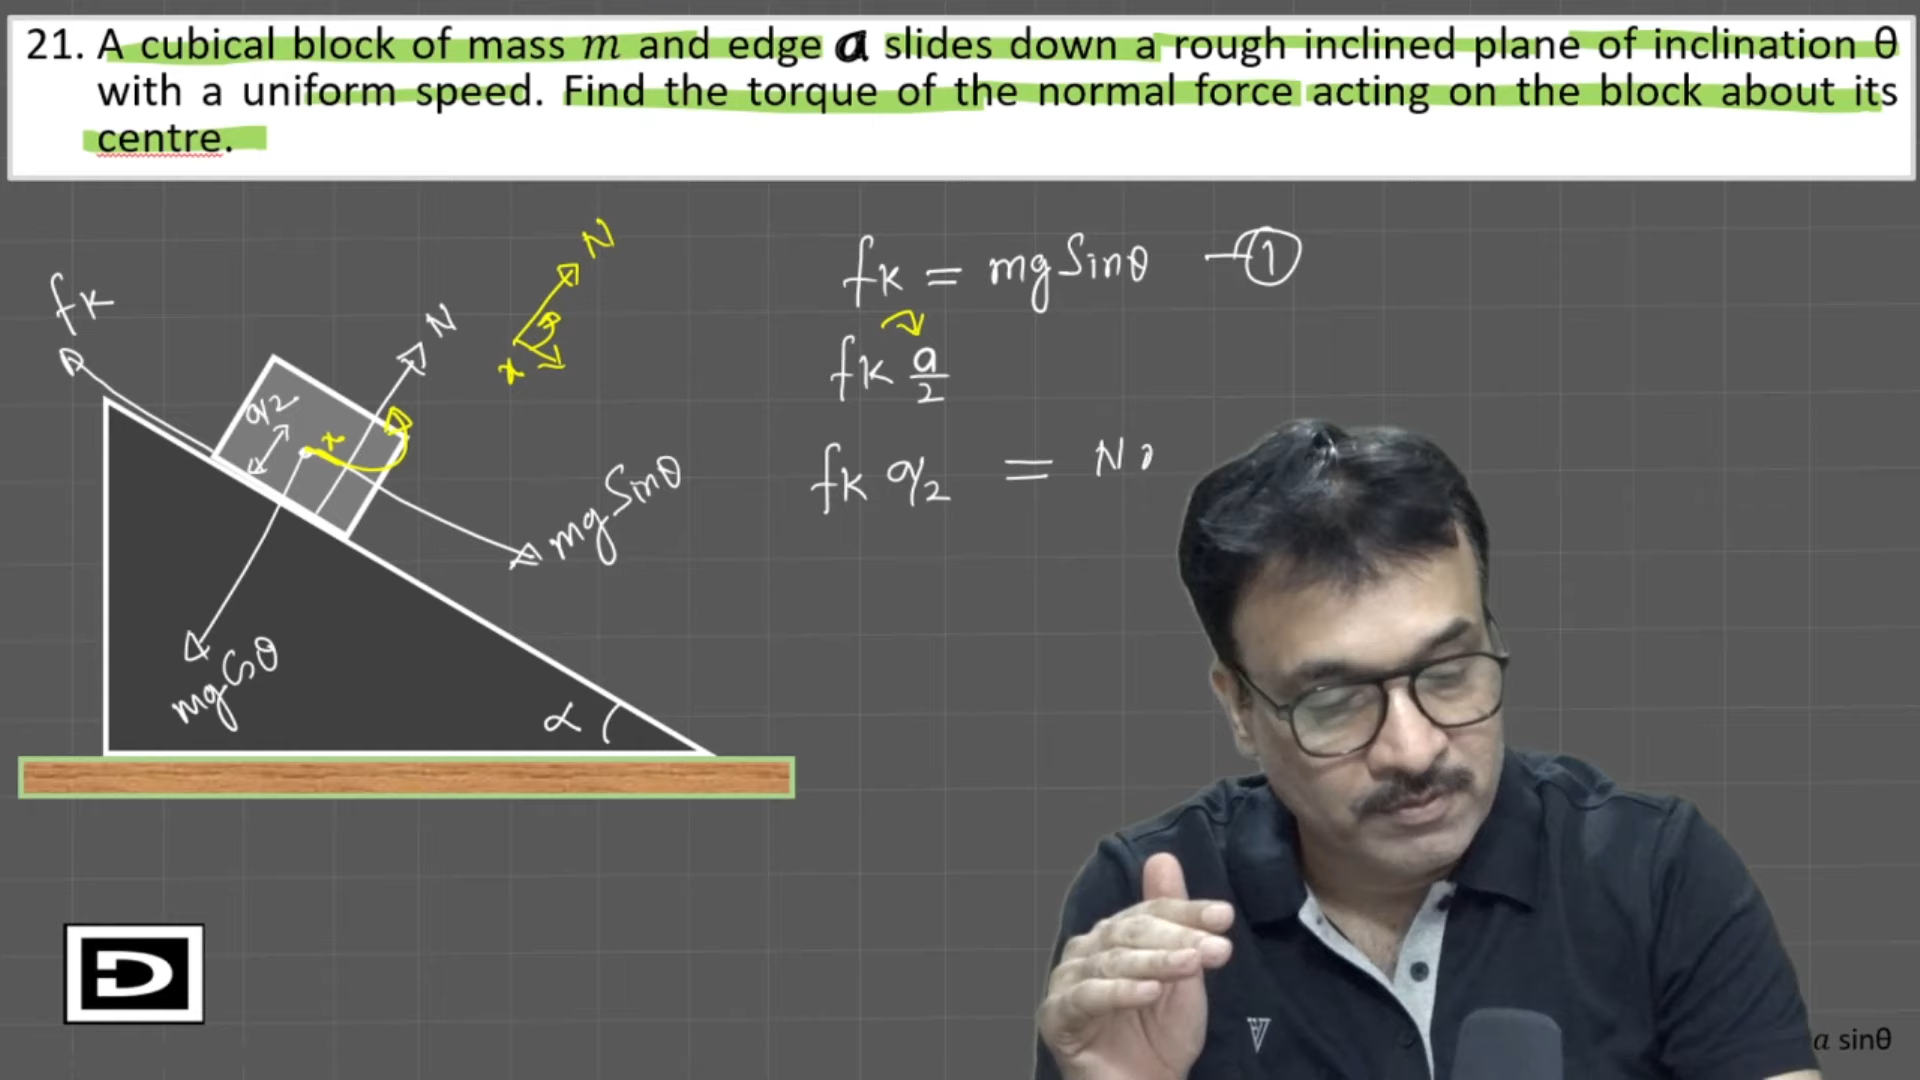 21. A cubical block of mass m and edge a slides down a rough inclined plane of inclination θ
with a uniform speed. Find the torque of the normal force acting on the block about its
centre.
N
fk = mg Sinθ —①
fk
N
fk a/2
x
a/2
x
fk a/2 = N
mg Sinθ
mg Cosθ
α
D
a sinθ